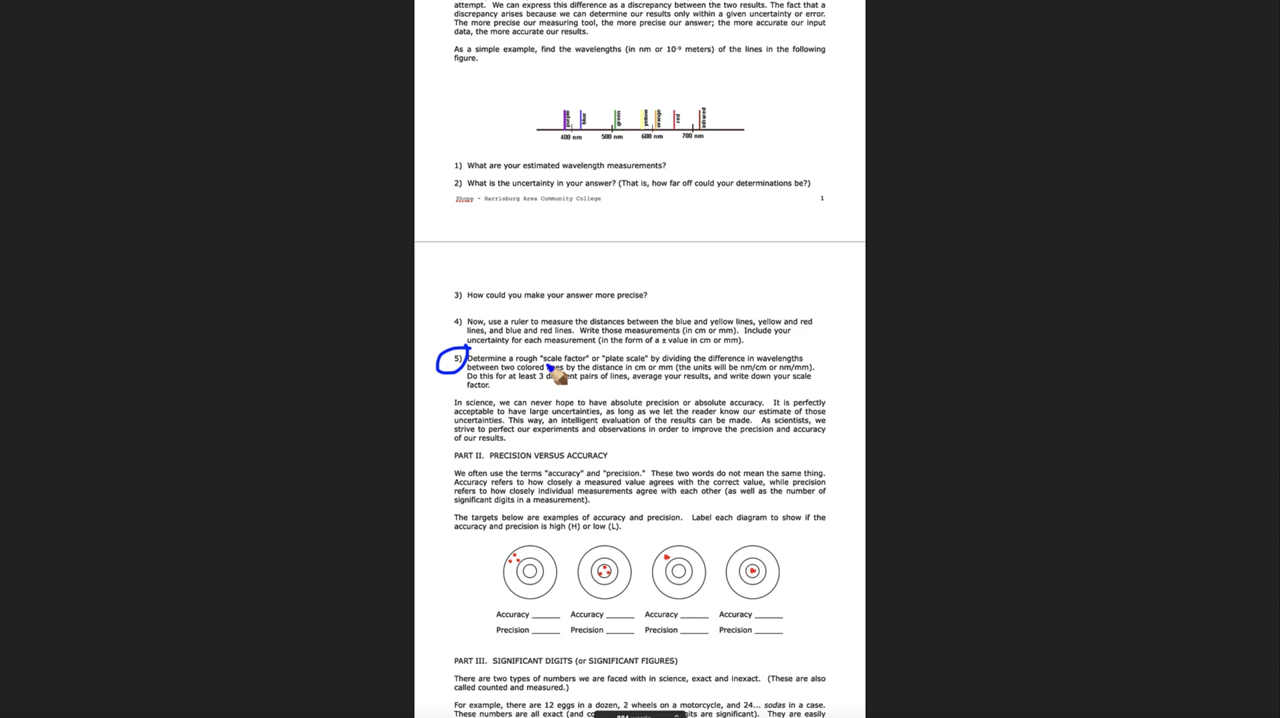 attempt. We can express this difference as a discrepancy between the two results. The fact that a
discrepancy arises because we can determine our results only within a given uncertainty or error.
The more precise our measuring tool, the more precise our answer; the more accurate our input
data, the more accurate our results.
As a simple example, find the wavelengths (in nm or 10⁻⁹ meters) of the lines in the following
figure.
purple blue green yellow orange red infrared
400 nm 500 nm 600 nm 700 nm
1) What are your estimated wavelength measurements?
2) What is the uncertainty in your answer? (That is, how far off could your determinations be?)
Shope - Harrisburg Area Community College 1
3) How could you make your answer more precise?
4) Now, use a ruler to measure the distances between the blue and yellow lines, yellow and red
lines, and blue and red lines. Write those measurements (in cm or mm). Include your
uncertainty for each measurement (in the form of a ± value in cm or mm).
5) Determine a rough "scale factor" or "plate scale" by dividing the difference in wavelengths
between two colored by the distance in cm or mm (the units will be nm/cm or nm/mm).
Do this for at least 3 pairs of lines, average your results, and write down your scale
factor.
In science, we can never hope to have absolute precision or absolute accuracy. It is perfectly
acceptable to have large uncertainties, as long as we let the reader know our estimate of those
uncertainties. This way, an intelligent evaluation of the results can be made. As scientists, we
strive to perfect our experiments and observations in order to improve the precision and accuracy
of our results.
PART II. PRECISION VERSUS ACCURACY
We often use the terms "accuracy" and "precision." These two words do not mean the same thing.
Accuracy refers to how closely a measured value agrees with the correct value, while precision
refers to how closely individual measurements agree with each other (as well as the number of
significant digits in a measurement).
The targets below are examples of accuracy and precision. Label each diagram to show if the
accuracy and precision is high (H) or low (L).
Accuracy ______ Accuracy ______ Accuracy ______ Accuracy ______
Precision ______ Precision ______ Precision ______ Precision ______
PART III. SIGNIFICANT DIGITS (or SIGNIFICANT FIGURES)
There are two types of numbers we are faced with in science, exact and inexact. (These are also
called counted and measured.)
For example, there are 12 eggs in a dozen, 2 wheels on a motorcycle, and 24... sodas in a case.
These numbers are all exact (and are significant). They are easily